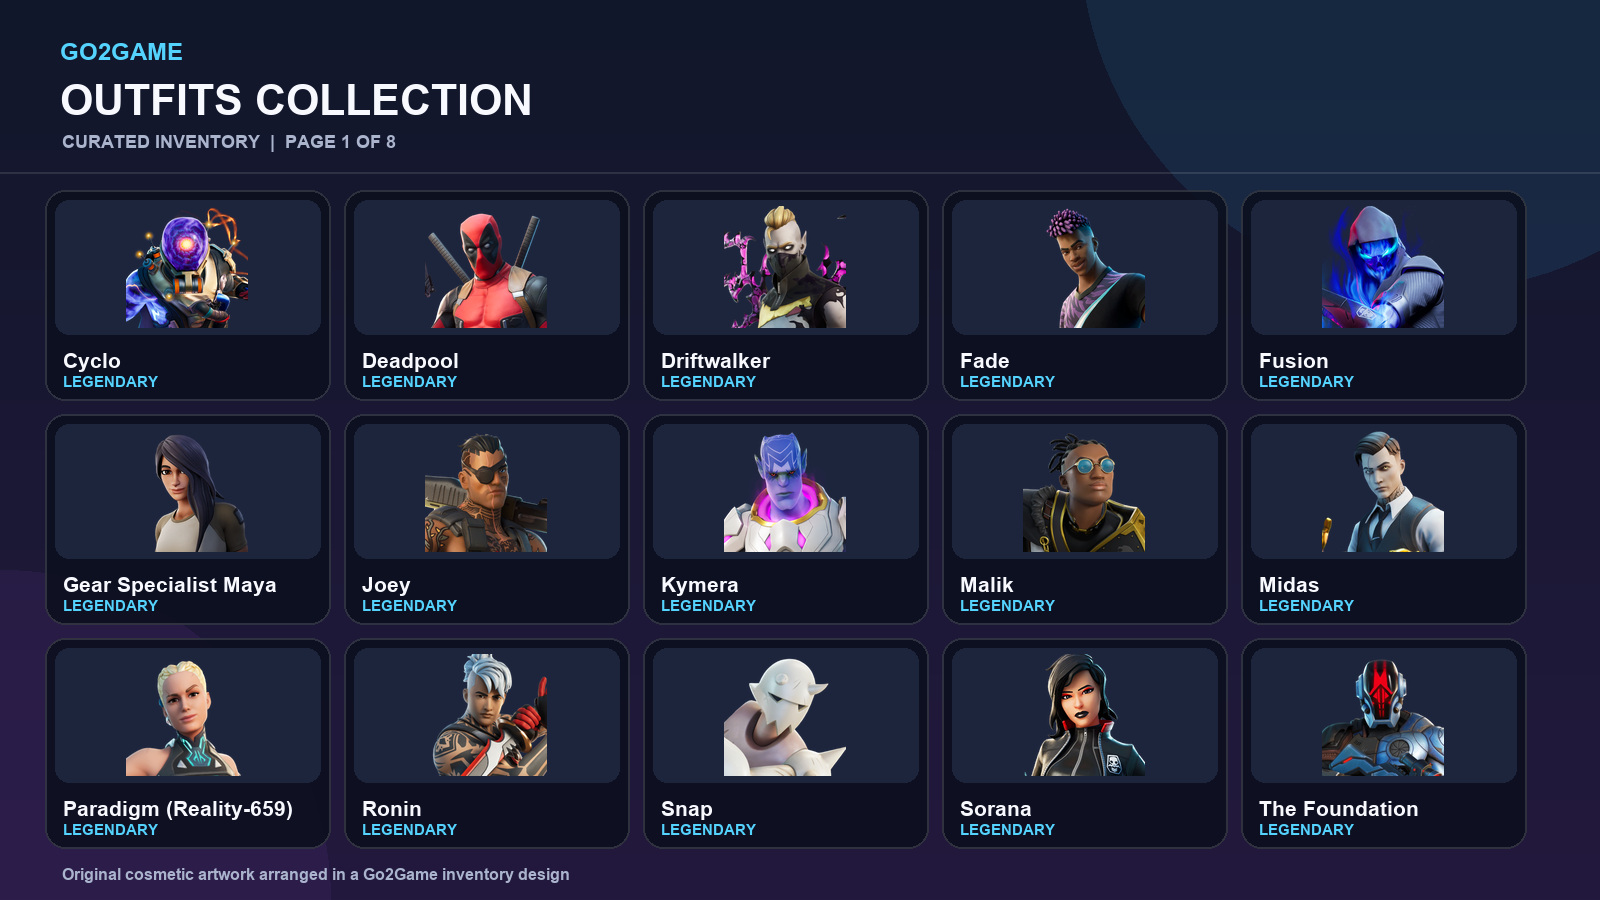 GO2GAME
OUTFITS COLLECTION
CURATED INVENTORY | PAGE 1 OF 8
Cyclo
LEGENDARY
Deadpool
LEGENDARY
Driftwalker
LEGENDARY
Fade
LEGENDARY
Fusion
LEGENDARY
Gear Specialist Maya
LEGENDARY
Joey
LEGENDARY
Kymera
LEGENDARY
Malik
LEGENDARY
Midas
LEGENDARY
Paradigm (Reality-659)
LEGENDARY
Ronin
LEGENDARY
Snap
LEGENDARY
Sorana
LEGENDARY
The Foundation
LEGENDARY
Original cosmetic artwork arranged in a Go2Game inventory design